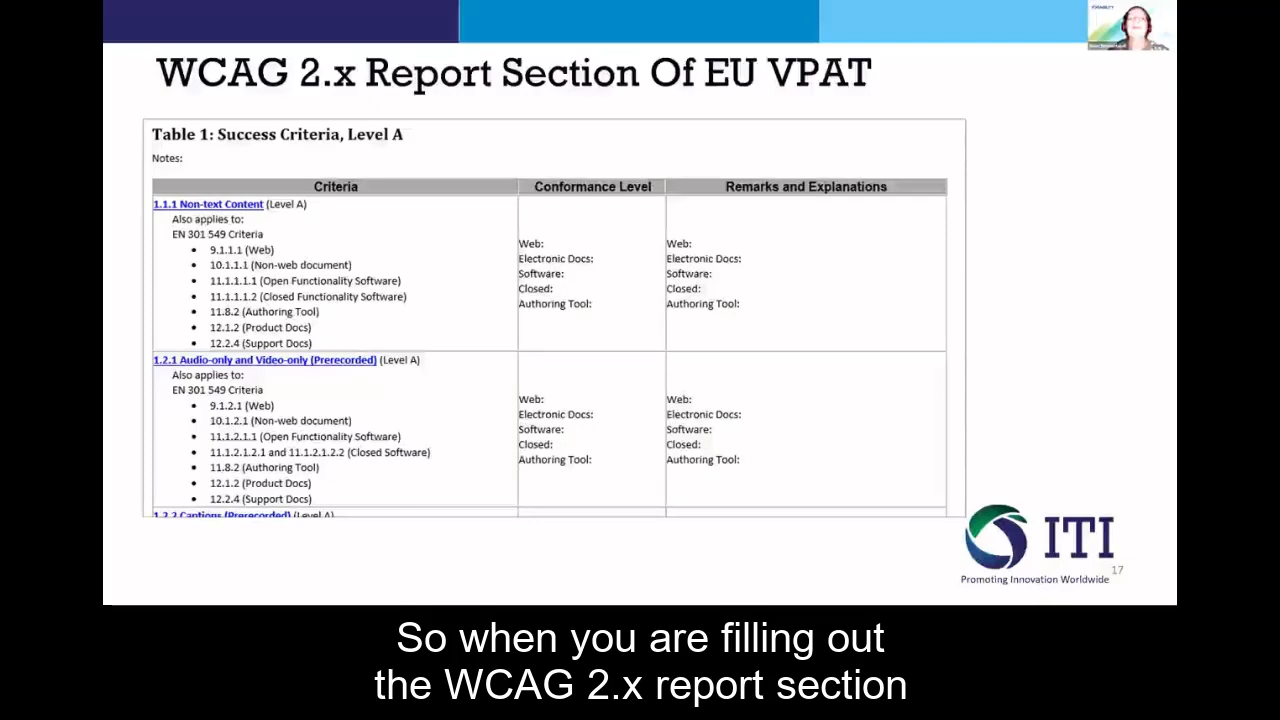 WCAG 2.x Report Section Of EU VPAT
Table 1: Success Criteria, Level A
Notes:
Criteria Conformance Level Remarks and Explanations
1.1.1 Non-text Content (Level A)
Also applies to:
EN 301 549 Criteria
• 9.1.1.1 (Web)
• 10.1.1.1 (Non-web document)
• 11.1.1.1.1 (Open Functionality Software)
• 11.1.1.1.2 (Closed Functionality Software)
• 11.8.2 (Authoring Tool)
• 12.1.2 (Product Docs)
• 12.2.4 (Support Docs)
Web:
Electronic Docs:
Software:
Closed:
Authoring Tool:
Web:
Electronic Docs:
Software:
Closed:
Authoring Tool:
1.2.1 Audio-only and Video-only (Prerecorded) (Level A)
Also applies to:
EN 301 549 Criteria
• 9.1.2.1 (Web)
• 10.1.2.1 (Non-web document)
• 11.1.2.1.1 (Open Functionality Software)
• 11.1.2.1.2.1 and 11.1.2.1.2.2 (Closed Software)
• 11.8.2 (Authoring Tool)
• 12.1.2 (Product Docs)
• 12.2.4 (Support Docs)
Web:
Electronic Docs:
Software:
Closed:
Authoring Tool:
Web:
Electronic Docs:
Software:
Closed:
Authoring Tool:
1.2.2 Captions (Prerecorded) (Level A)
ITI
Promoting Innovation Worldwide
17
So when you are filling out
the WCAG 2.x report section